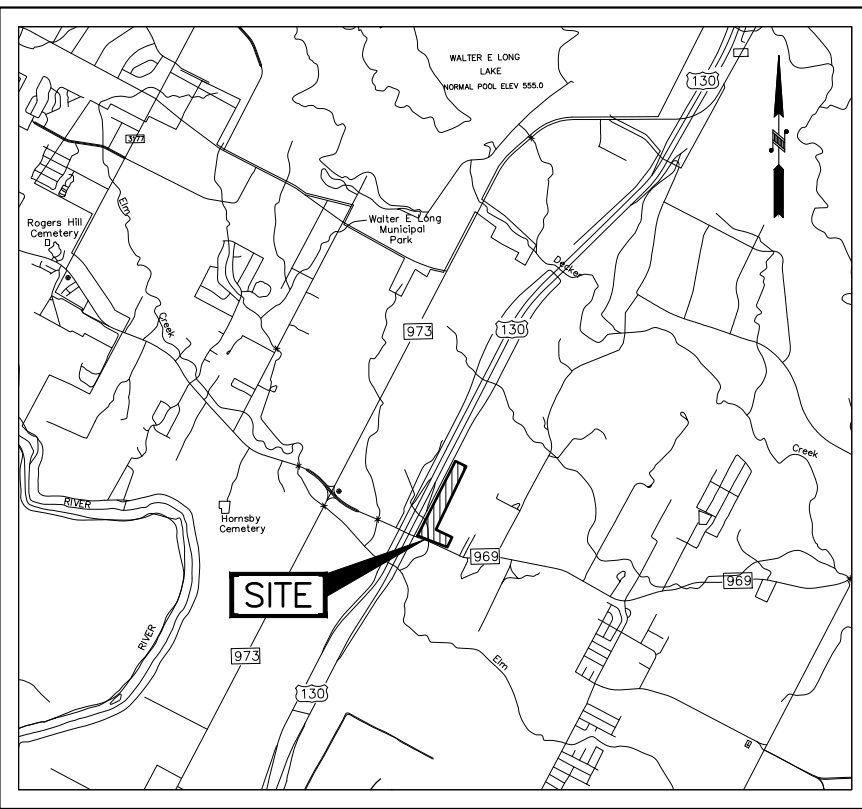 WALTER E LONG
LAKE
NORMAL POOL ELEV 555.0
130
3177
Elm
Rogers Hill
Cemetery
Walter E Long
Municipal
Park
Decker
Creek
973
130
Creek
RIVER
Hornsby
Cemetery
969
SITE
969
RIVER
973
Elm
130